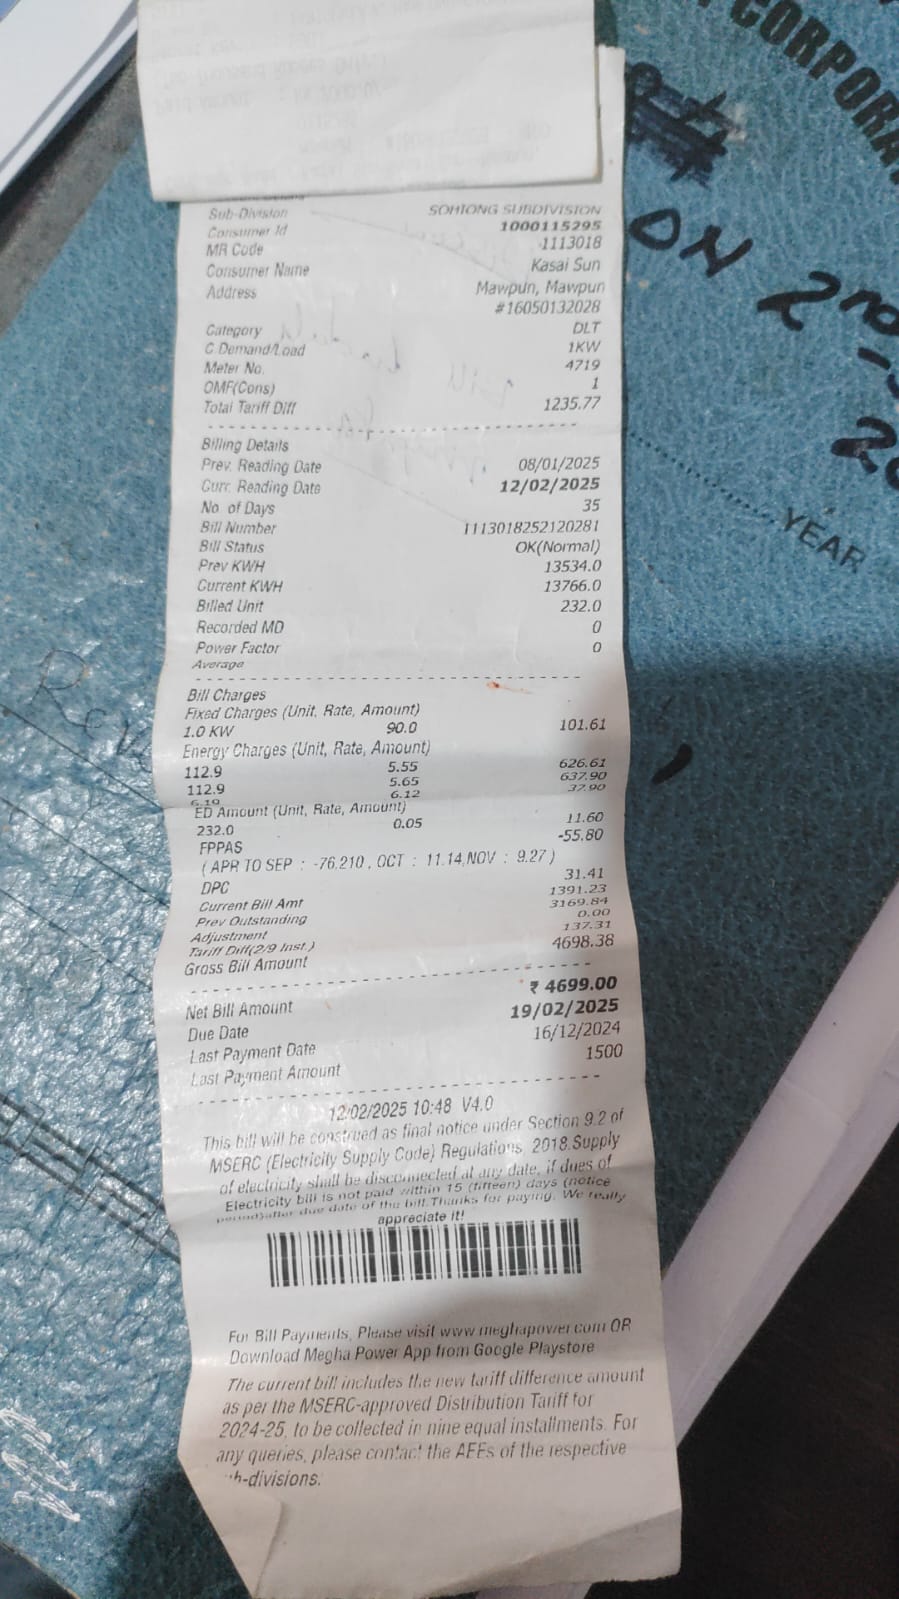 CORPORA
ON 2nd
YEAR
Sub-Division SOHIONG SUBDIVISION
Consumer Id 1000115295
MR Code 1113018
Consumer Name Kasai Sun
Address Mawpun, Mawpun
#16050132028
Category DLT
C.Demand/Load 1KW
Meter No. 4719
OMF(Cons) 1
Total Tariff Diff 1235.77
Billing Details
Prev. Reading Date 08/01/2025
Curr. Reading Date 12/02/2025
No. of Days 35
Bill Number 1113018252120281
Bill Status OK(Normal)
Prev KWH 13534.0
Current KWH 13766.0
Billed Unit 232.0
Recorded MD 0
Power Factor 0
Average
Bill Charges
Fixed Charges (Unit, Rate, Amount)
1.0 KW 90.0 101.61
Energy Charges (Unit, Rate, Amount)
112.9 5.55 626.61
112.9 5.65 637.90
6.19 6.12 37.90
ED Amount (Unit, Rate, Amount)
232.0 0.05 11.60
FPPAS -55.80
( APR TO SEP : -76.210 , OCT : 11.14,NOV : 9.27 )
DPC 31.41
Current Bill Amt 1391.23
Prev Outstanding 3169.84
Adjustment 0.00
Tariff Diff(2/9 Inst.) 137.31
Gross Bill Amount 4698.38
Net Bill Amount ₹ 4699.00
Due Date 19/02/2025
Last Payment Date 16/12/2024
Last Payment Amount 1500
12/02/2025 10:48 V4.0
This bill will be construed as final notice under Section 9.2 of
MSERC (Electricity Supply Code) Regulations, 2018.Supply
of electricity shall be disconnected at any date, if dues of
Electricity bill is not paid within 15 (fifteen) days (notice
period)after due date of the bill.Thanks for paying. We really
appreciate it!
For Bill Payments, Please visit www.meghapower.com OR
Download Megha Power App from Google Playstore
The current bill includes the new tariff difference amount
as per the MSERC-approved Distribution Tariff for
2024-25, to be collected in nine equal installments. For
any queries, please contact the AEEs of the respective
sub-divisions.